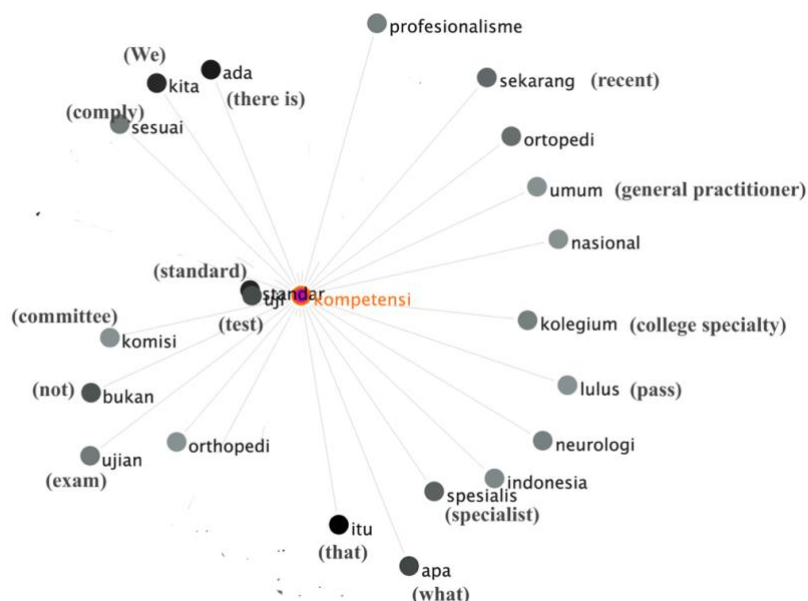 profesionalisme
(We)
kita
ada
(there is)
(comply)
sesuai
sekarang (recent)
ortopedi
umum (general practitioner)
nasional
(standard)
standar
uji
kompetensi
(test)
(committee)
komisi
kolegium (college specialty)
(not) bukan
lulus (pass)
ujian
(exam)
orthopedi
neurologi
indonesia
spesialis
(specialist)
itu
(that)
apa
(what)